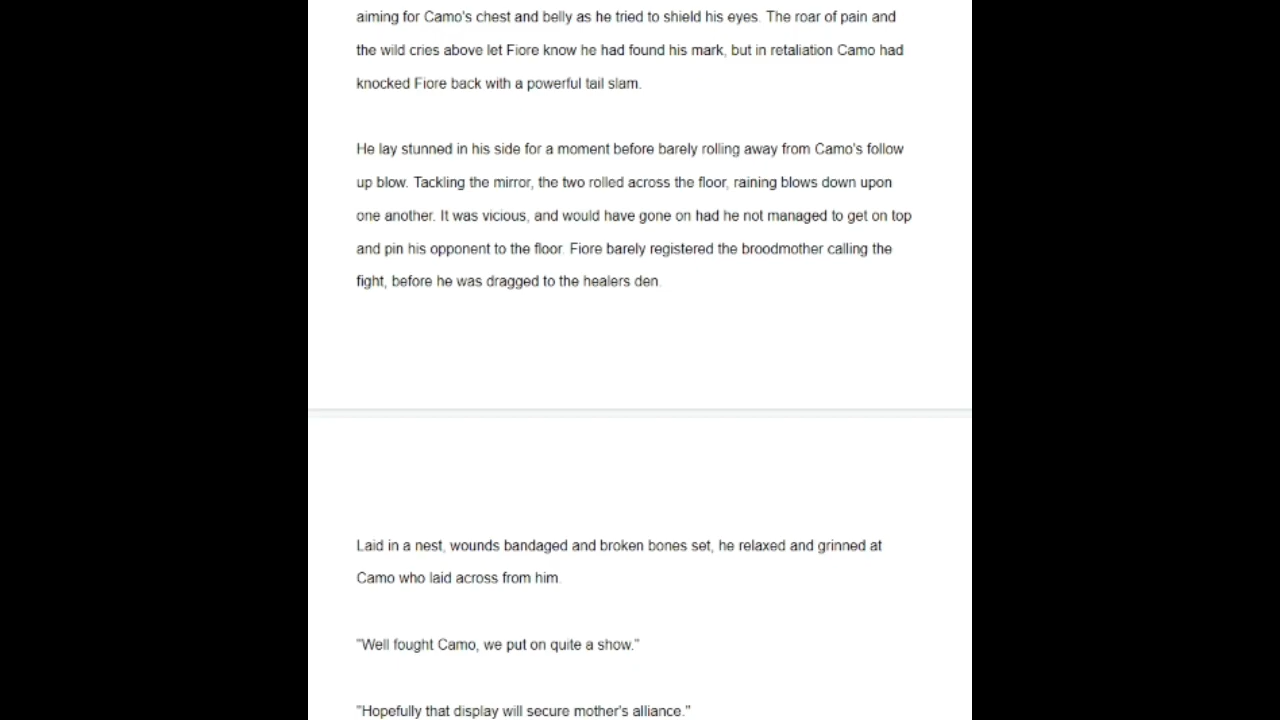 aiming for Camo's chest and belly as he tried to shield his eyes. The roar of pain and
the wild cries above let Fiore know he had found his mark, but in retaliation Camo had
knocked Fiore back with a powerful tail slam.
He lay stunned in his side for a moment before barely rolling away from Camo's follow
up blow. Tackling the mirror, the two rolled across the floor, raining blows down upon
one another. It was vicious, and would have gone on had he not managed to get on top
and pin his opponent to the floor. Fiore barely registered the broodmother calling the
fight, before he was dragged to the healers den.
Laid in a nest, wounds bandaged and broken bones set, he relaxed and grinned at
Camo who laid across from him.
"Well fought Camo, we put on quite a show."
"Hopefully that display will secure mother's alliance."